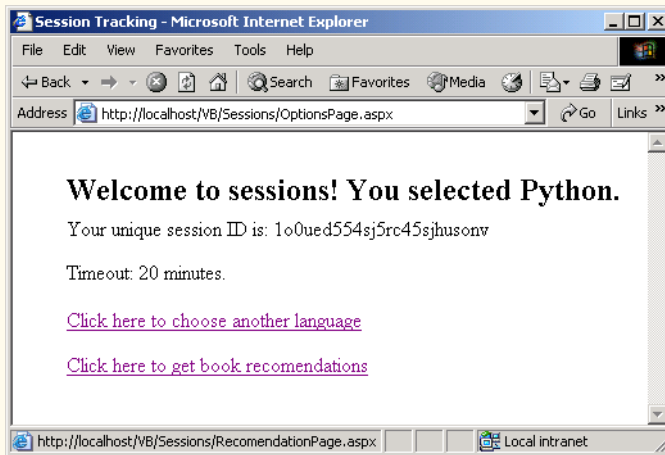 Session Tracking - Microsoft Internet Explorer
File Edit View Favorites Tools Help
Back Search Favorites Media »
Address http://localhost/VB/Sessions/OptionsPage.aspx Go Links »
Welcome to sessions! You selected Python.
Your unique session ID is: 1o0ued554sj5rc45sjhusonv
Timeout: 20 minutes.
Click here to choose another language
Click here to get book recomendations
http://localhost/VB/Sessions/RecomendationPage.aspx Local intranet